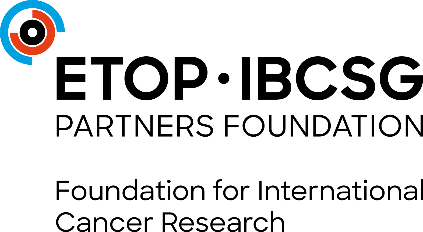 ETOP·IBCSG
PARTNERS FOUNDATION
Foundation for International
Cancer Research